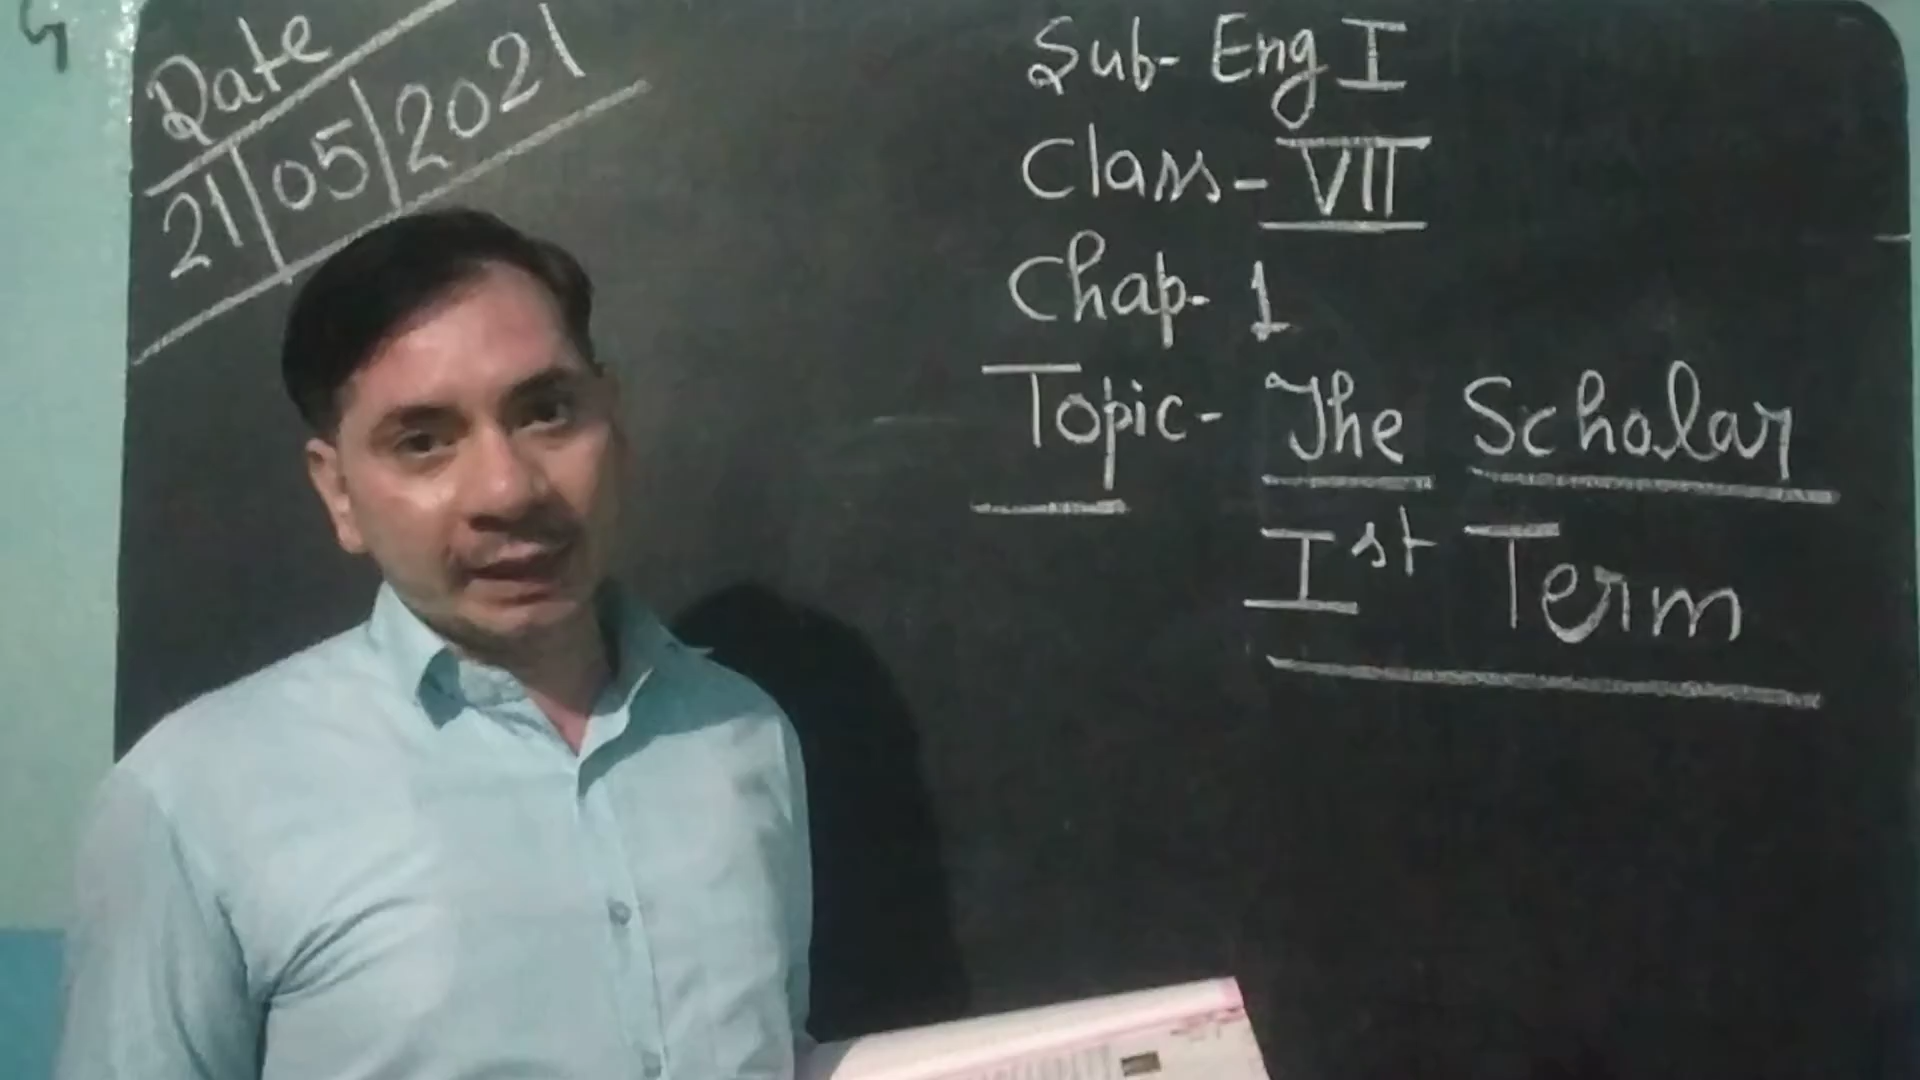 Date
21/05/2021
Sub- Eng I
Class- VII
Chap- 1
Topic- The Scholar
Ist Term